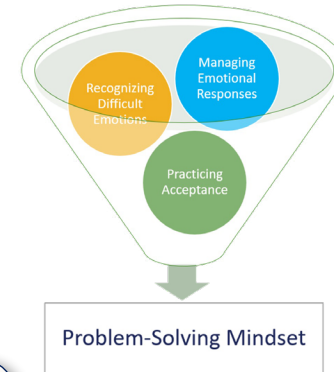 Managing
Emotional
Responses
Recognizing
Difficult
Emotions
Practicing
Acceptance
Problem-Solving Mindset